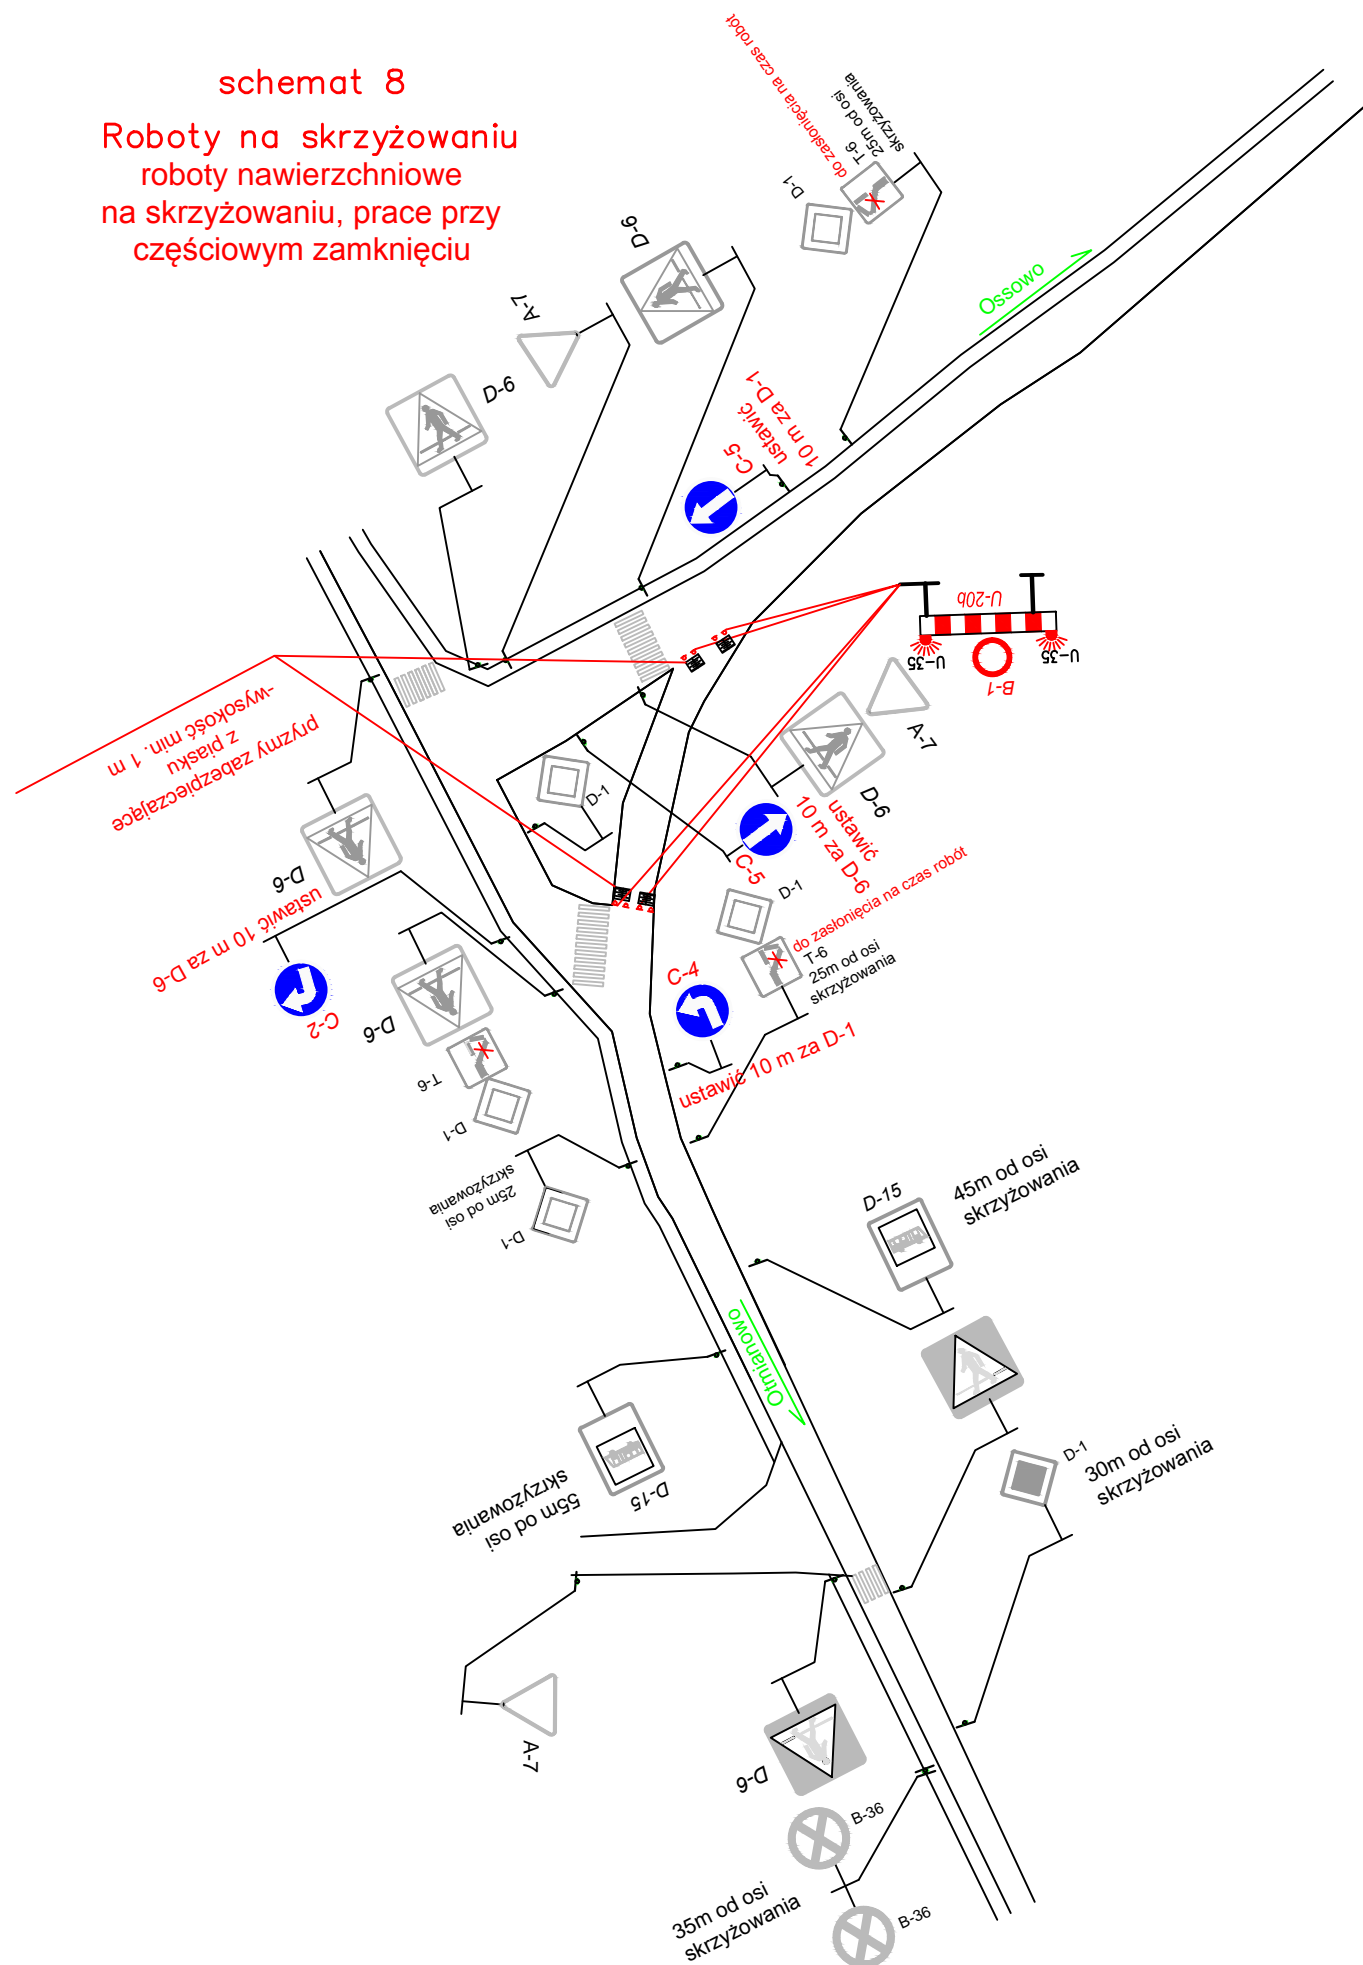 schemat 8
Roboty na skrzyżowaniu
roboty nawierzchniowe
na skrzyżowaniu, prace przy
częściowym zamknięciu
do zasłonięcia na czas robót
T-6
25m od osi
skrzyżowania
D-1
D-6
A-7
D-6
Ossowo
C-5
ustawić
10 m za D-1
U-20b
U-35
U-35
B-1
A-7
D-6
pryzmy zabezpieczające
z piasku
-wysokość min. 1 m
D-1
C-5
ustawić
10 m za D-6
D-6
ustawić 10 m za D-6
C-2
D-1
do zasłonięcia na czas robót
T-6
25m od osi
skrzyżowania
C-4
ustawić 10 m za D-1
D-6
T-6
D-1
25m od osi
skrzyżowania
D-1
D-15
45m od osi
skrzyżowania
Otmianowo
D-15
55m od osi
skrzyżowania
D-1
30m od osi
skrzyżowania
A-7
D-6
B-36
35m od osi
skrzyżowania
B-36